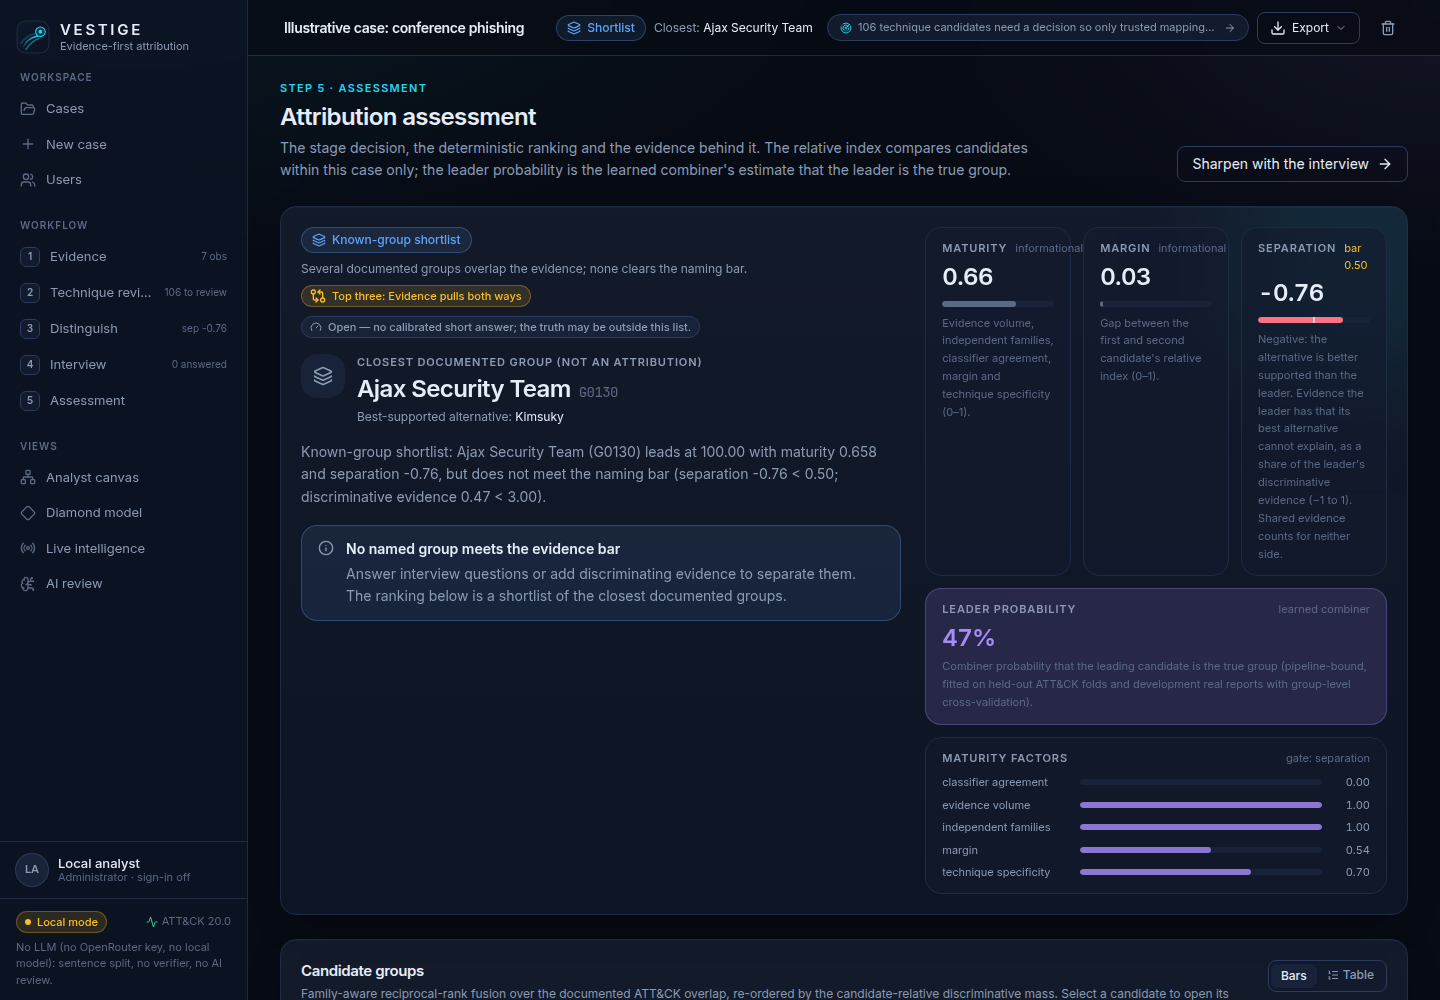 VESTIGE
Evidence-first attribution
WORKSPACE
Cases
New case
Users
WORKFLOW
1 Evidence 7 obs
2 Technique revi... 106 to review
3 Distinguish sep -0.76
4 Interview 0 answered
5 Assessment
VIEWS
Analyst canvas
Diamond model
Live intelligence
AI review
LA
Local analyst
Administrator · sign-in off
Local mode ATT&CK 20.0
No LLM (no OpenRouter key, no local
model): sentence split, no verifier, no AI
review.
Illustrative case: conference phishing Shortlist Closest: Ajax Security Team 106 technique candidates need a decision so only trusted mapping... → Export
STEP 5 · ASSESSMENT
Attribution assessment
The stage decision, the deterministic ranking and the evidence behind it. The relative index compares candidates
within this case only; the leader probability is the learned combiner's estimate that the leader is the true group.
Sharpen with the interview →
Known-group shortlist
Several documented groups overlap the evidence; none clears the naming bar.
Top three: Evidence pulls both ways
Open — no calibrated short answer; the truth may be outside this list.
CLOSEST DOCUMENTED GROUP (NOT AN ATTRIBUTION)
Ajax Security Team G0130
Best-supported alternative: Kimsuky
Known-group shortlist: Ajax Security Team (G0130) leads at 100.00 with maturity 0.658
and separation -0.76, but does not meet the naming bar (separation -0.76 < 0.50;
discriminative evidence 0.47 < 3.00).
No named group meets the evidence bar
Answer interview questions or add discriminating evidence to separate them.
The ranking below is a shortlist of the closest documented groups.
MATURITY informational
0.66
Evidence volume,
independent families,
classifier agreement,
margin and
technique specificity
(0–1).
MARGIN informational
0.03
Gap between the
first and second
candidate's relative
index (0–1).
SEPARATION bar
0.50
-0.76
Negative: the
alternative is better
supported than the
leader. Evidence the
leader has that its
best alternative
cannot explain, as a
share of the leader's
discriminative
evidence (−1 to 1).
Shared evidence
counts for neither
side.
LEADER PROBABILITY learned combiner
47%
Combiner probability that the leading candidate is the true group (pipeline-bound,
fitted on held-out ATT&CK folds and development real reports with group-level
cross-validation).
MATURITY FACTORS gate: separation
classifier agreement 0.00
evidence volume 1.00
independent families 1.00
margin 0.54
technique specificity 0.70
Candidate groups
Bars Table
Family-aware reciprocal-rank fusion over the documented ATT&CK overlap, re-ordered by the candidate-relative discriminative mass. Select a candidate to open its